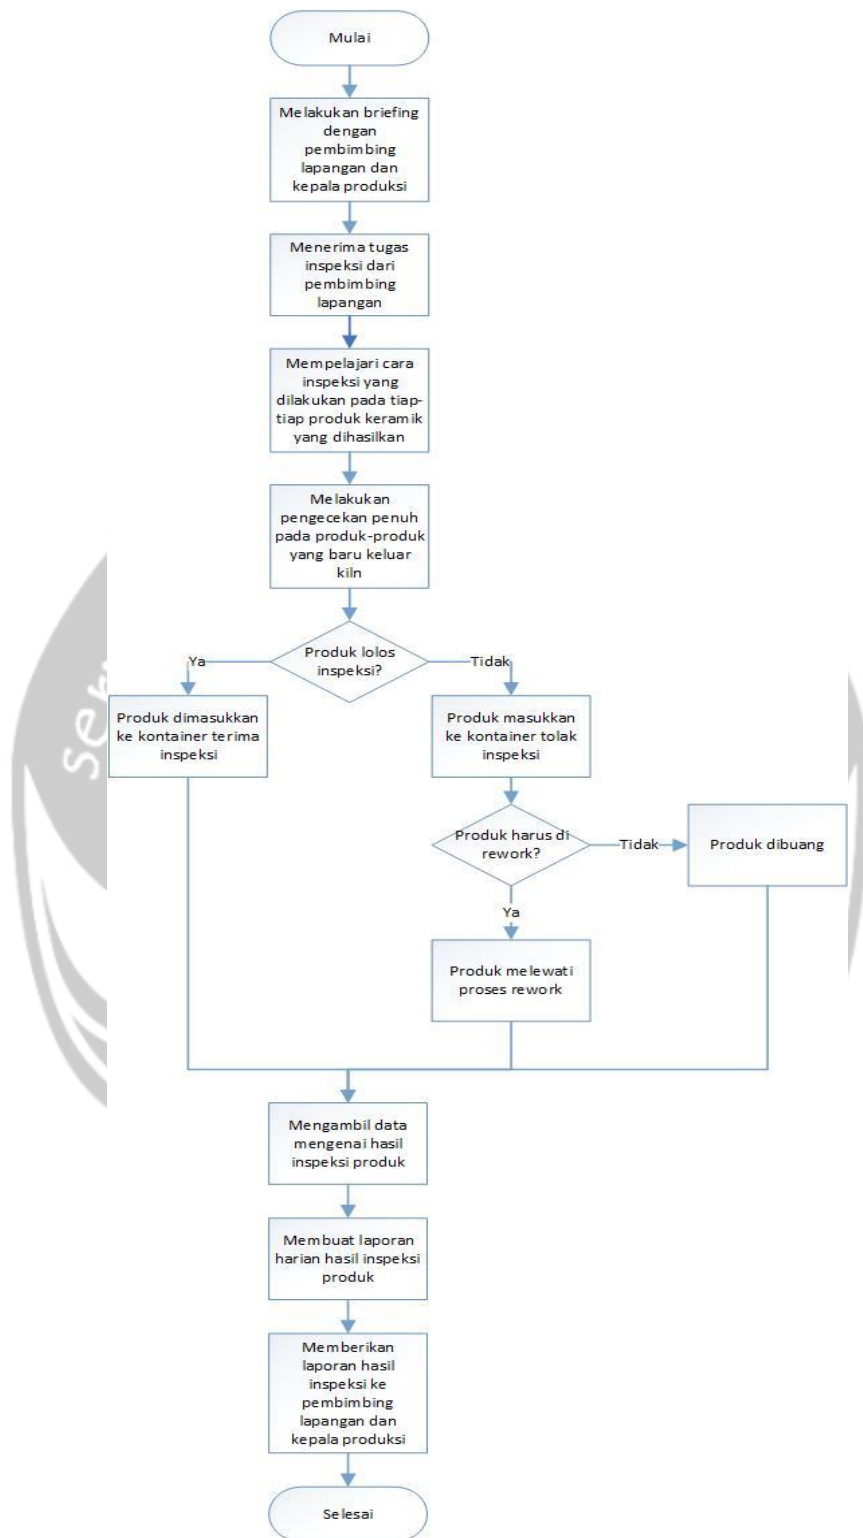 Mulai
Melakukan briefing
dengan
pembimbing
lapangan dan
kepala produksi
Menerima tugas
inspeksi dari
pembimbing
lapangan
Mempelajari cara
inspeksi yang
dilakukan pada tiap-
tiap produk keramik
yang dihasilkan
Melakukan
pengecekan penuh
pada produk-produk
yang baru keluar
kiln
Produk lolos
inspeksi?
Ya
Tidak
Produk dimasukkan
ke kontainer terima
inspeksi
Produk masukkan
ke kontainer tolak
inspeksi
Produk harus di
rework?
Tidak
Produk dibuang
Ya
Produk melewati
proses rework
Mengambil data
mengenai hasil
inspeksi produk
Membuat laporan
harian hasil inspeksi
produk
Memberikan
laporan hasil
inspeksi ke
pembimbing
lapangan dan
kepala produksi
Selesai